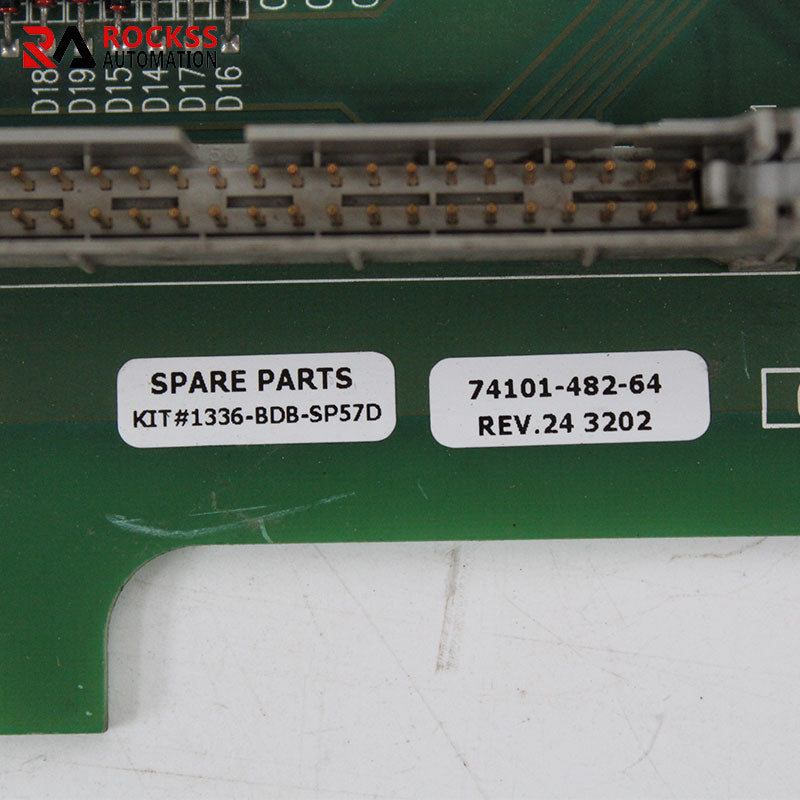 ROCKSS
AUTOMATION
D18
D19
D15
D14
D17
D16
50
SPARE PARTS
KIT#1336-BDB-SP57D
74101-482-64
REV.24 3202